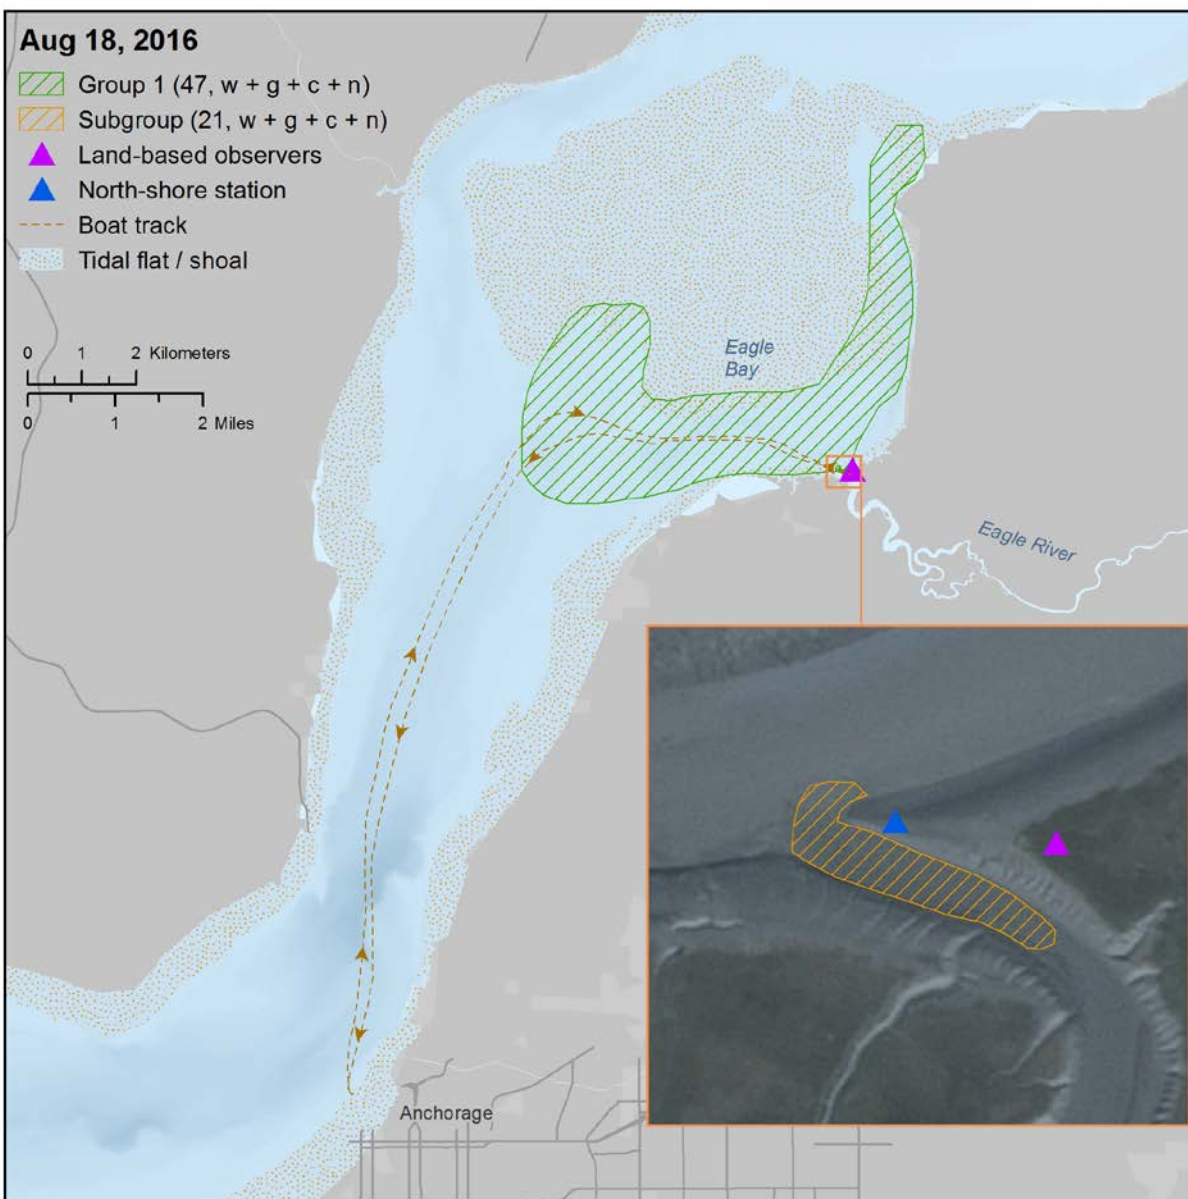 Aug 18, 2016
Group 1 (47, w + g + c + n)
Subgroup (21, w + g + c + n)
Land-based observers
North-shore station
Boat track
Tidal flat / shoal
0 1 2 Kilometers
0 1 2 Miles
Eagle
Bay
Eagle River
Anchorage